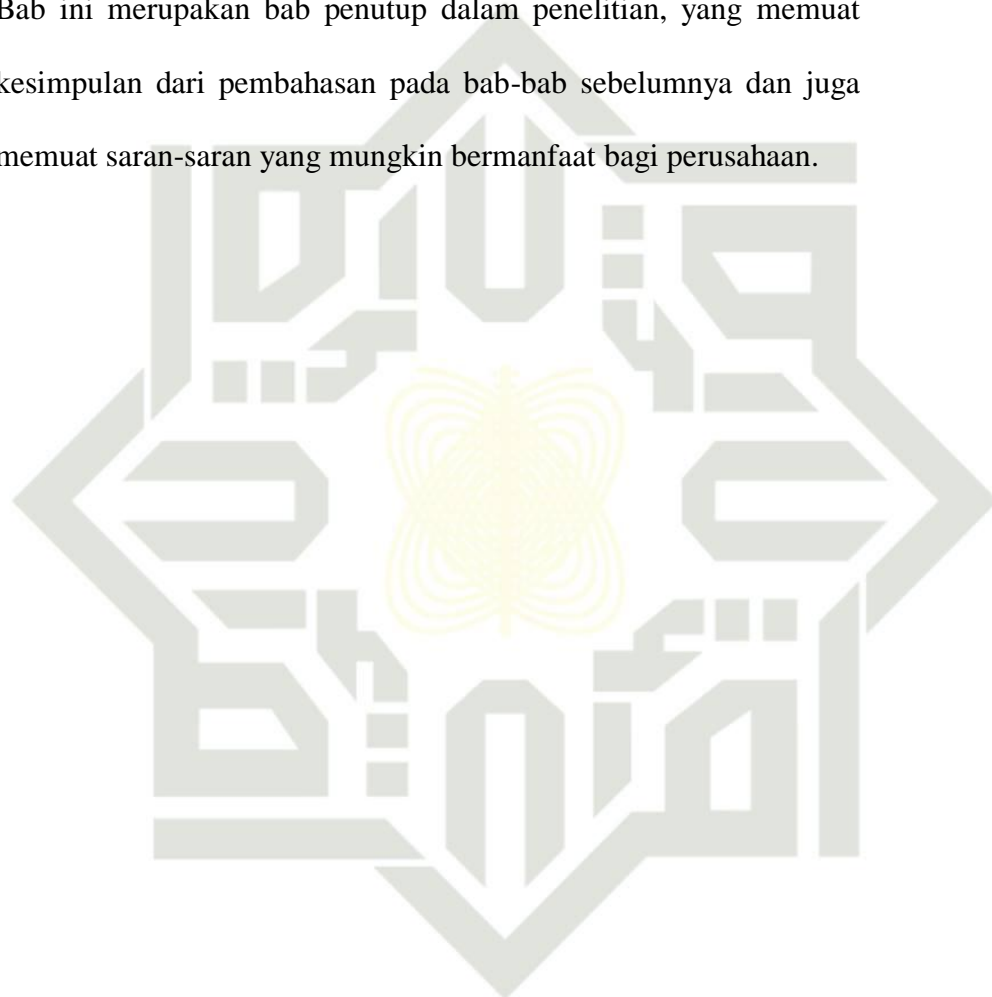 Bab ini merupakan bab penutup dalam penelitian, yang memuat
kesimpulan dari pembahasan pada bab-bab sebelumnya dan juga
memuat saran-saran yang mungkin bermanfaat bagi perusahaan.